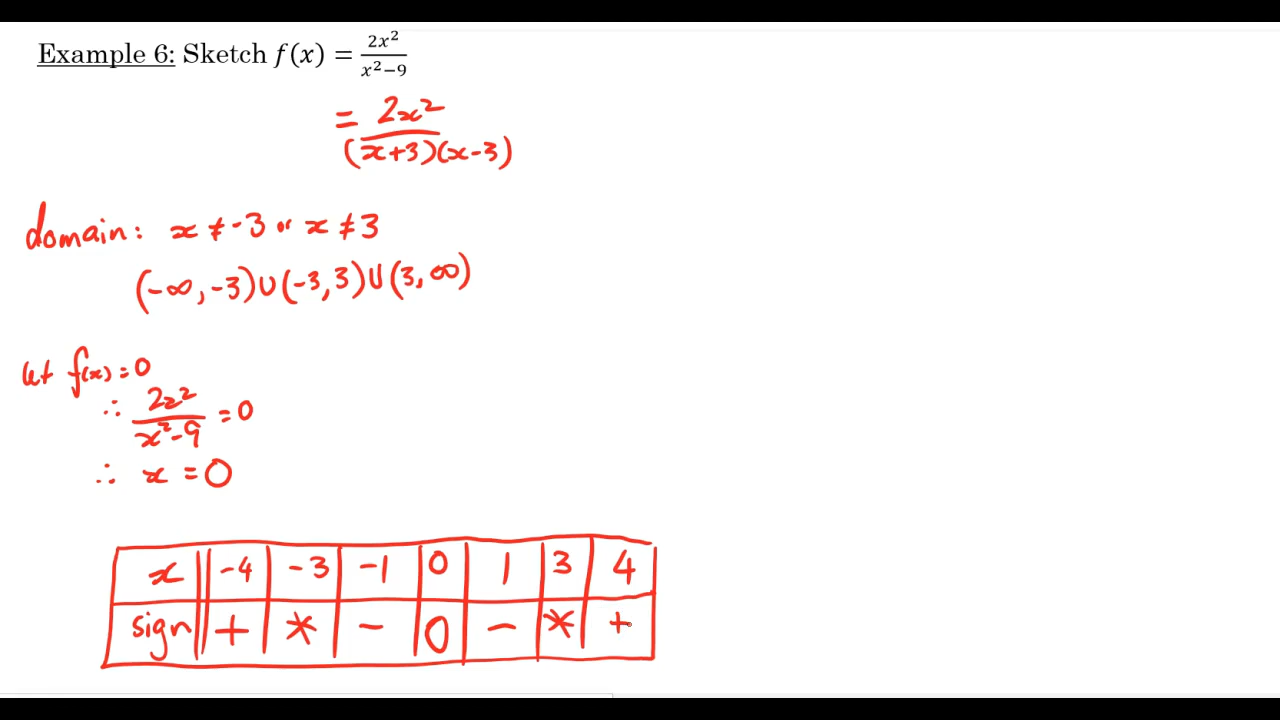 Example 6: Sketch f(x) = 2x²/x²−9
= 2x²/(x+3)(x-3)
domain: x ≠ -3 or x ≠ 3
(-∞, -3)∪(-3, 3)∪(3, ∞)
let f(x) = 0
∴ 2x²/x²-9 = 0
∴ x = 0
x -4 -3 -1 0 1 3 4
sign + * - 0 - * +